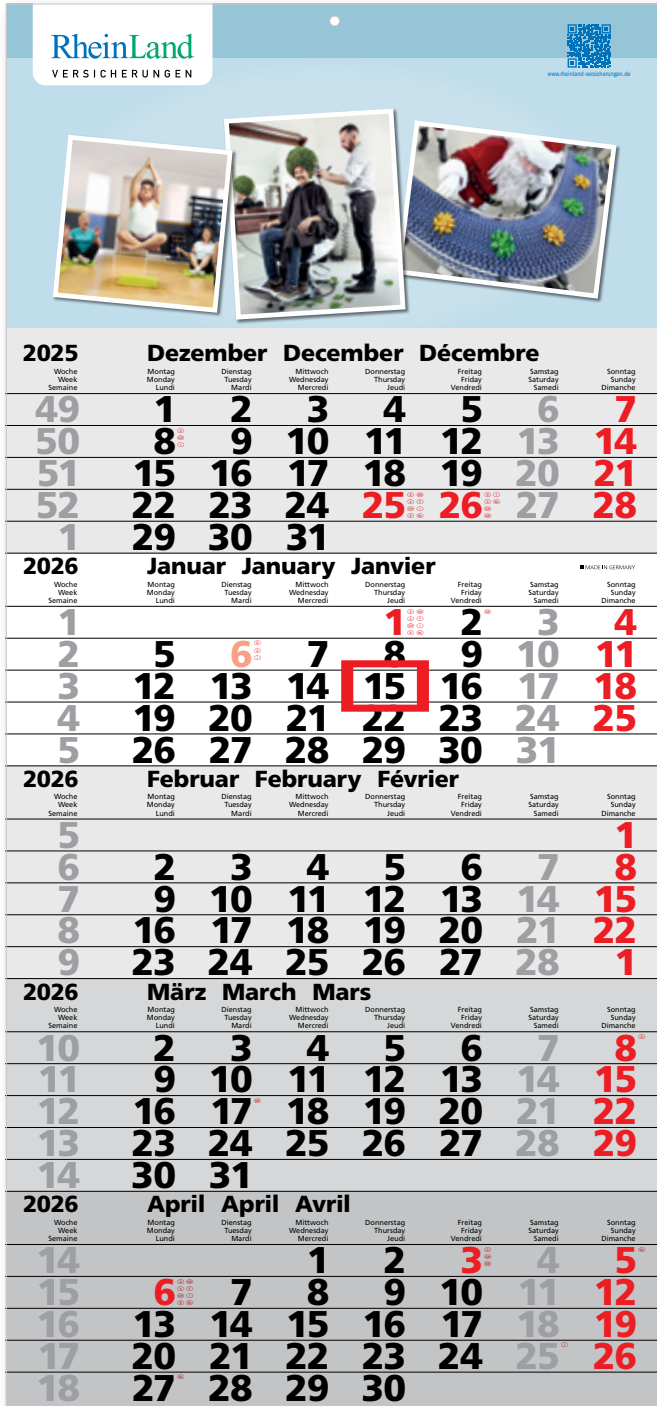 RheinLand
VERSICHERUNGEN
www.rheinland-versicherungen.de
2025 Dezember December Décembre
Woche Montag Dienstag Mittwoch Donnerstag Freitag Samstag Sonntag
Week Monday Tuesday Wednesday Thursday Friday Saturday Sunday
Semaine Lundi Mardi Mercredi Jeudi Vendredi Samedi Dimanche
49 1 2 3 4 5 6 7
50 8 9 10 11 12 13 14
51 15 16 17 18 19 20 21
52 22 23 24 25 26 27 28
1 29 30 31
2026 Januar January Janvier MADE IN GERMANY
Woche Montag Dienstag Mittwoch Donnerstag Freitag Samstag Sonntag
Week Monday Tuesday Wednesday Thursday Friday Saturday Sunday
Semaine Lundi Mardi Mercredi Jeudi Vendredi Samedi Dimanche
1 1 2 3 4
2 5 6 7 8 9 10 11
3 12 13 14 15 16 17 18
4 19 20 21 22 23 24 25
5 26 27 28 29 30 31
2026 Februar February Février
Woche Montag Dienstag Mittwoch Donnerstag Freitag Samstag Sonntag
Week Monday Tuesday Wednesday Thursday Friday Saturday Sunday
Semaine Lundi Mardi Mercredi Jeudi Vendredi Samedi Dimanche
5 1
6 2 3 4 5 6 7 8
7 9 10 11 12 13 14 15
8 16 17 18 19 20 21 22
9 23 24 25 26 27 28 1
2026 März March Mars
Woche Montag Dienstag Mittwoch Donnerstag Freitag Samstag Sonntag
Week Monday Tuesday Wednesday Thursday Friday Saturday Sunday
Semaine Lundi Mardi Mercredi Jeudi Vendredi Samedi Dimanche
10 2 3 4 5 6 7 8
11 9 10 11 12 13 14 15
12 16 17 18 19 20 21 22
13 23 24 25 26 27 28 29
14 30 31
2026 April April Avril
Woche Montag Dienstag Mittwoch Donnerstag Freitag Samstag Sonntag
Week Monday Tuesday Wednesday Thursday Friday Saturday Sunday
Semaine Lundi Mardi Mercredi Jeudi Vendredi Samedi Dimanche
14 1 2 3 4 5
15 6 7 8 9 10 11 12
16 13 14 15 16 17 18 19
17 20 21 22 23 24 25 26
18 27 28 29 30